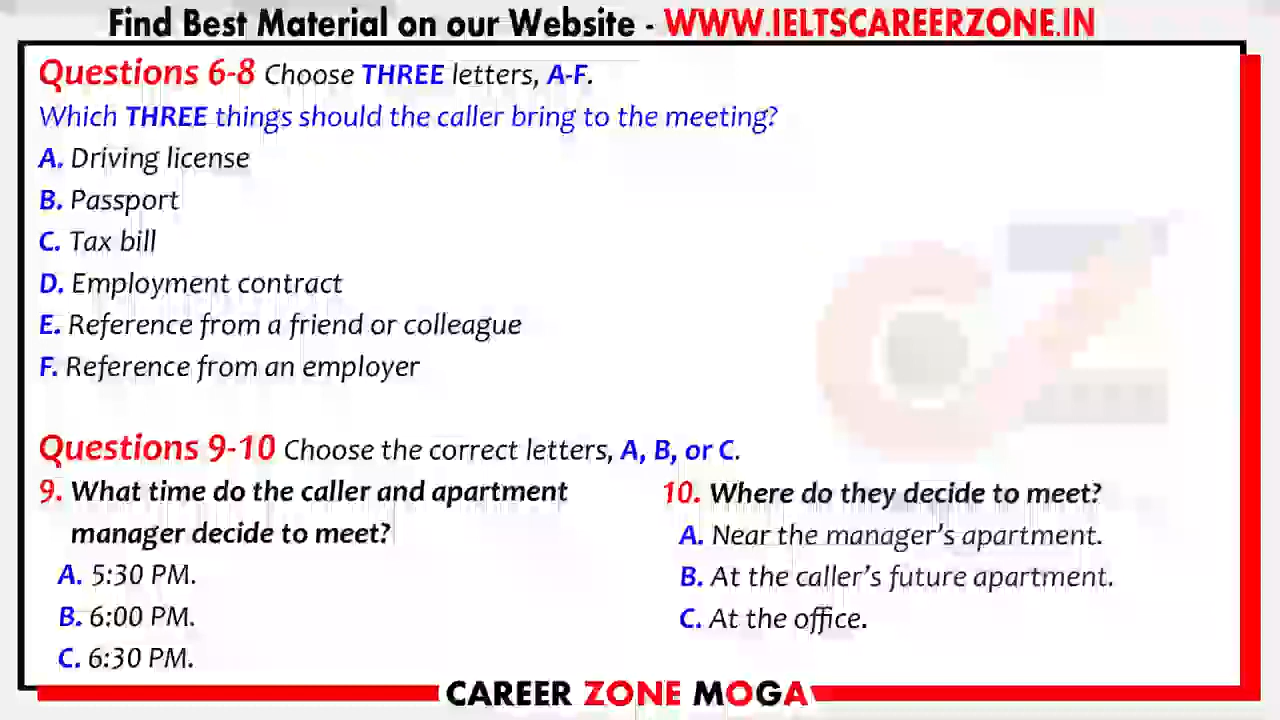 Find Best Material on our Website - WWW.IELTSCAREERZONE.IN
Questions 6-8 Choose THREE letters, A-F.
Which THREE things should the caller bring to the meeting?
A. Driving license
B. Passport
C. Tax bill
D. Employment contract
E. Reference from a friend or colleague
F. Reference from an employer
Questions 9-10 Choose the correct letters, A, B, or C.
9. What time do the caller and apartment
manager decide to meet?
A. 5:30 PM.
B. 6:00 PM.
C. 6:30 PM.
10. Where do they decide to meet?
A. Near the manager's apartment.
B. At the caller's future apartment.
C. At the office.
CZ
CAREER ZONE MOGA